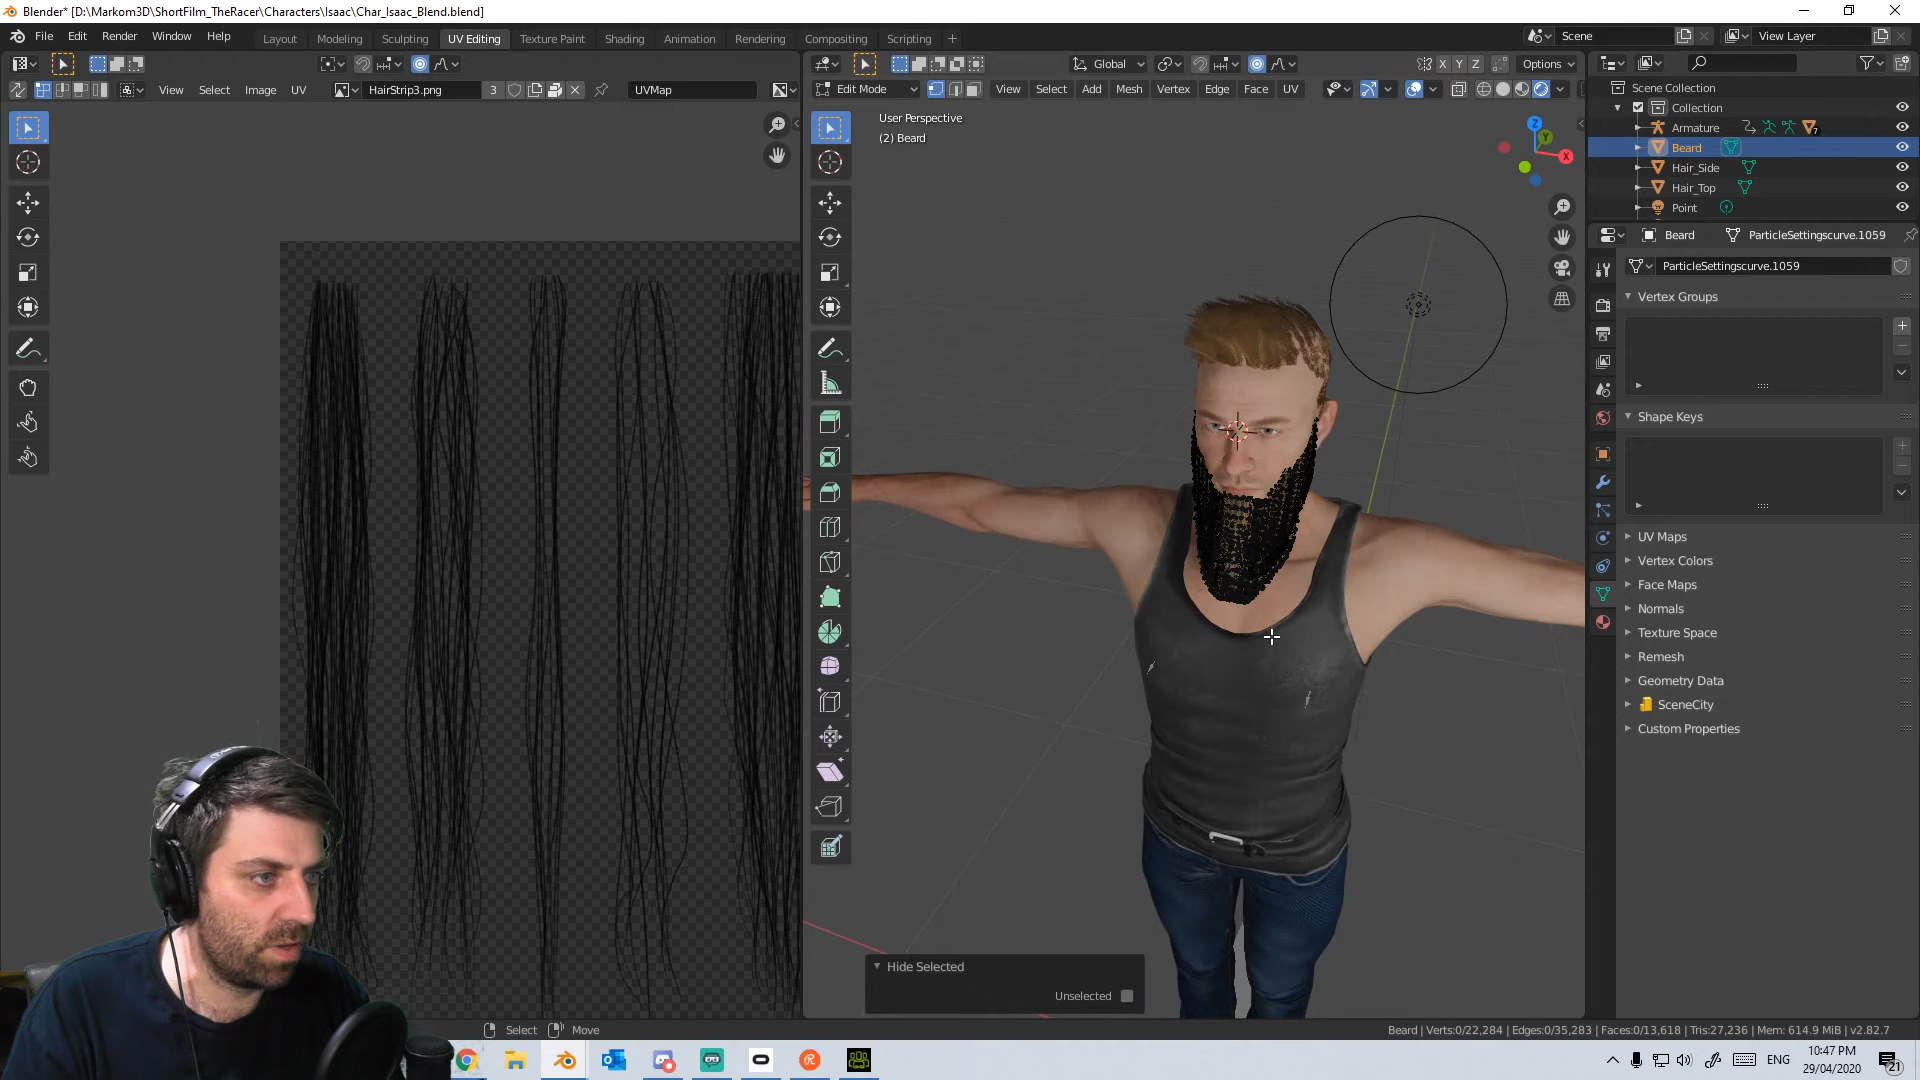 Blender* [D:\Markom3D\ShortFilm_TheRacer\Characters\Isaac\Char_Isaac_Blend.blend]
File Edit Render Window Help
Layout Modeling Sculpting UV Editing Texture Paint Shading Animation Rendering Compositing Scripting +
Scene
View Layer
Global
X Y Z
Options
View Select Image UV
HairStrip3.png
3
UVMap
Edit Mode
View Select Add Mesh Vertex Edge Face UV
User Perspective
(2) Beard
Z
Y
X
Scene Collection
Collection
Armature
7
Beard
Hair_Side
Hair_Top
Point
Beard
ParticleSettingscurve.1059
ParticleSettingscurve.1059
Vertex Groups
Shape Keys
UV Maps
Vertex Colors
Face Maps
Normals
Texture Space
Remesh
Geometry Data
SceneCity
Custom Properties
Hide Selected
Unselected
Select
Move
Beard | Verts:0/22,284 | Edges:0/35,283 | Faces:0/13,618 | Tris:27,236 | Mem: 614.9 MiB | v2.82.7
ENG
10:47 PM
29/04/2020
21